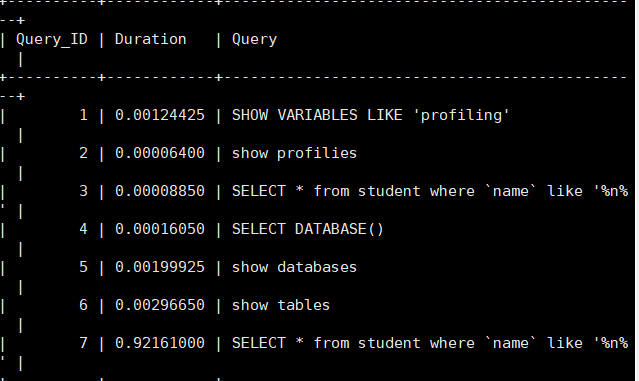 +----------+------------+---------------------------------------------
--+
| Query_ID | Duration   | Query
  |
+----------+------------+---------------------------------------------
--+
|        1 | 0.00124425 | SHOW VARIABLES LIKE 'profiling'
  |
|        2 | 0.00006400 | show profilies
  |
|        3 | 0.00008850 | SELECT * from student where `name` like '%n%
' |
|        4 | 0.00016050 | SELECT DATABASE()
  |
|        5 | 0.00199925 | show databases
  |
|        6 | 0.00296650 | show tables
  |
|        7 | 0.92161000 | SELECT * from student where `name` like '%n%
' |